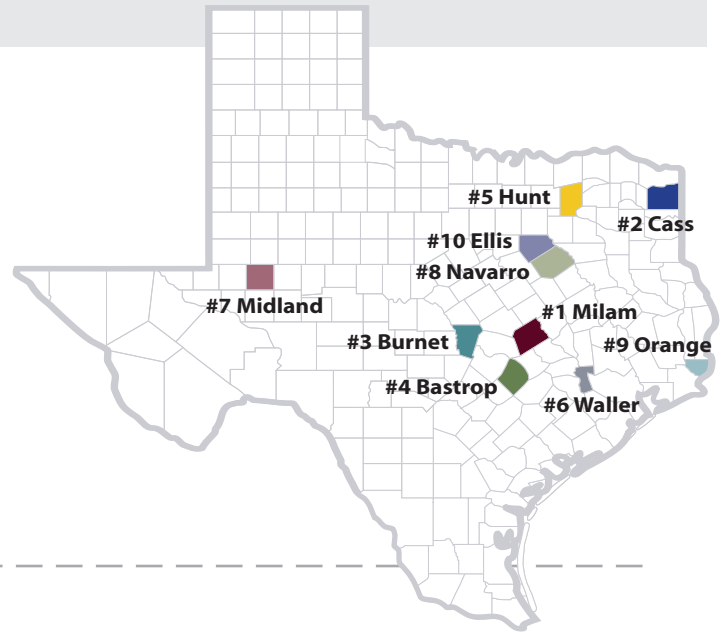 #5 Hunt
#2 Cass
#10 Ellis
#8 Navarro
#7 Midland
#1 Milam
#3 Burnet
#9 Orange
#4 Bastrop
#6 Waller